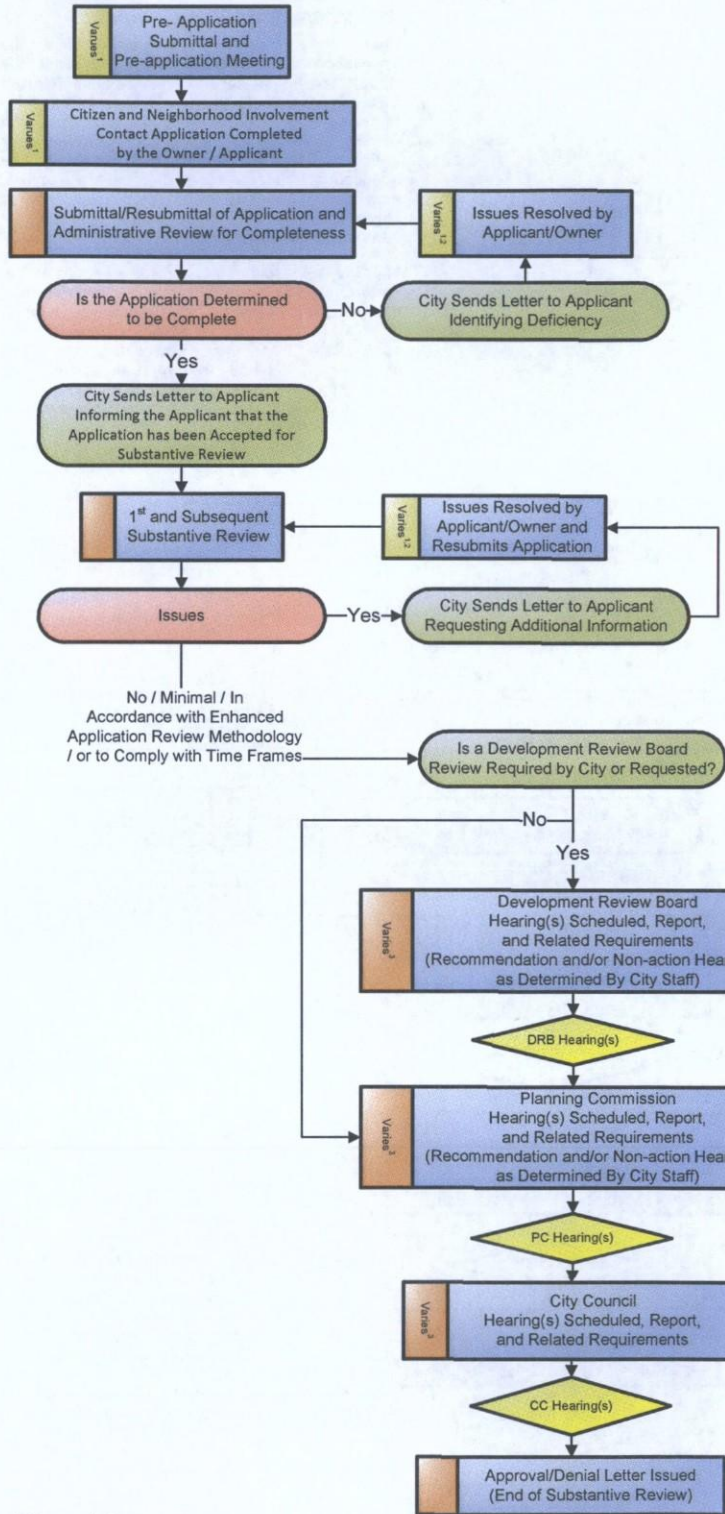 Varues¹
Pre- Application
Submittal and
Pre-application Meeting
Varues¹
Citizen and Neighborhood Involvement
Contact Application Completed
by the Owner / Applicant
Submittal/Resubmittal of Application and
Administrative Review for Completeness
Varies¹,²
Issues Resolved by
Applicant/Owner
Is the Application Determined
to be Complete
No
City Sends Letter to Applicant
Identifying Deficiency
Yes
City Sends Letter to Applicant
Informing the Applicant that the
Application has been Accepted for
Substantive Review
1st and Subsequent
Substantive Review
Varies¹,²
Issues Resolved by
Applicant/Owner and
Resubmits Application
Issues
Yes
City Sends Letter to Applicant
Requesting Additional Information
No / Minimal / In
Accordance with Enhanced
Application Review Methodology
/ or to Comply with Time Frames
Is a Development Review Board
Review Required by City or Requested?
No
Yes
Varies³
Development Review Board
Hearing(s) Scheduled, Report,
and Related Requirements
(Recommendation and/or Non-action Hea
as Determined By City Staff)
DRB Hearing(s)
Varies³
Planning Commission
Hearing(s) Scheduled, Report,
and Related Requirements
(Recommendation and/or Non-action Hea
as Determined By City Staff)
PC Hearing(s)
Varies³
City Council
Hearing(s) Scheduled, Report,
and Related Requirements
CC Hearing(s)
Approval/Denial Letter Issued
(End of Substantive Review)